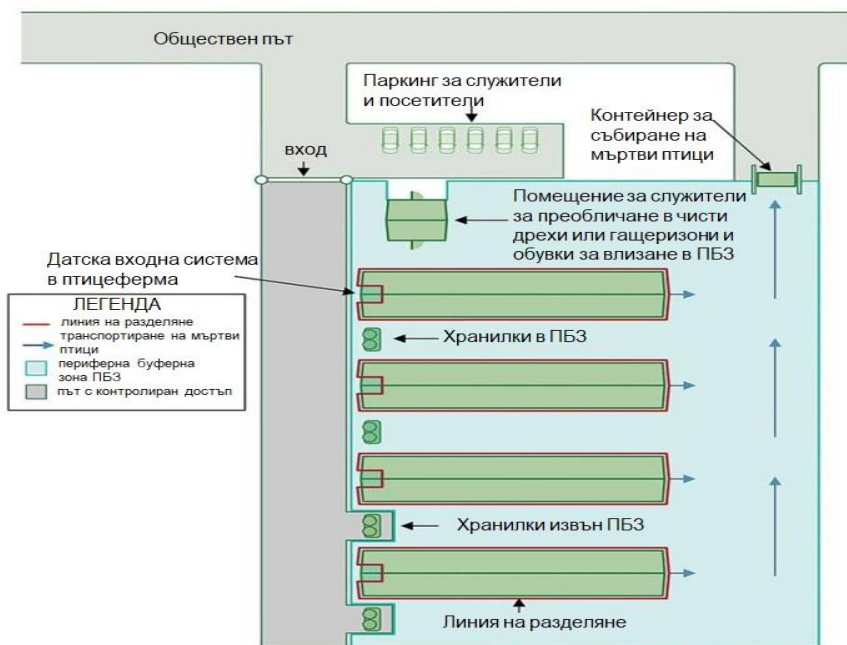 Обществен път
Паркинг за служители
и посетители
Контейнер за
събиране на
мъртви птици
вход
Помещение за служители
за преобличане в чисти
дрехи или гащеризони и
обувки за влизане в ПБЗ
Датска входна система
в птицеферма
ЛЕГЕНДА
линия на разделяне
транспортиране на мъртви
птици
периферна буферна
зона ПБЗ
път с контролиран достъп
Хранилки в ПБЗ
Хранилки извън ПБЗ
Линия на разделяне